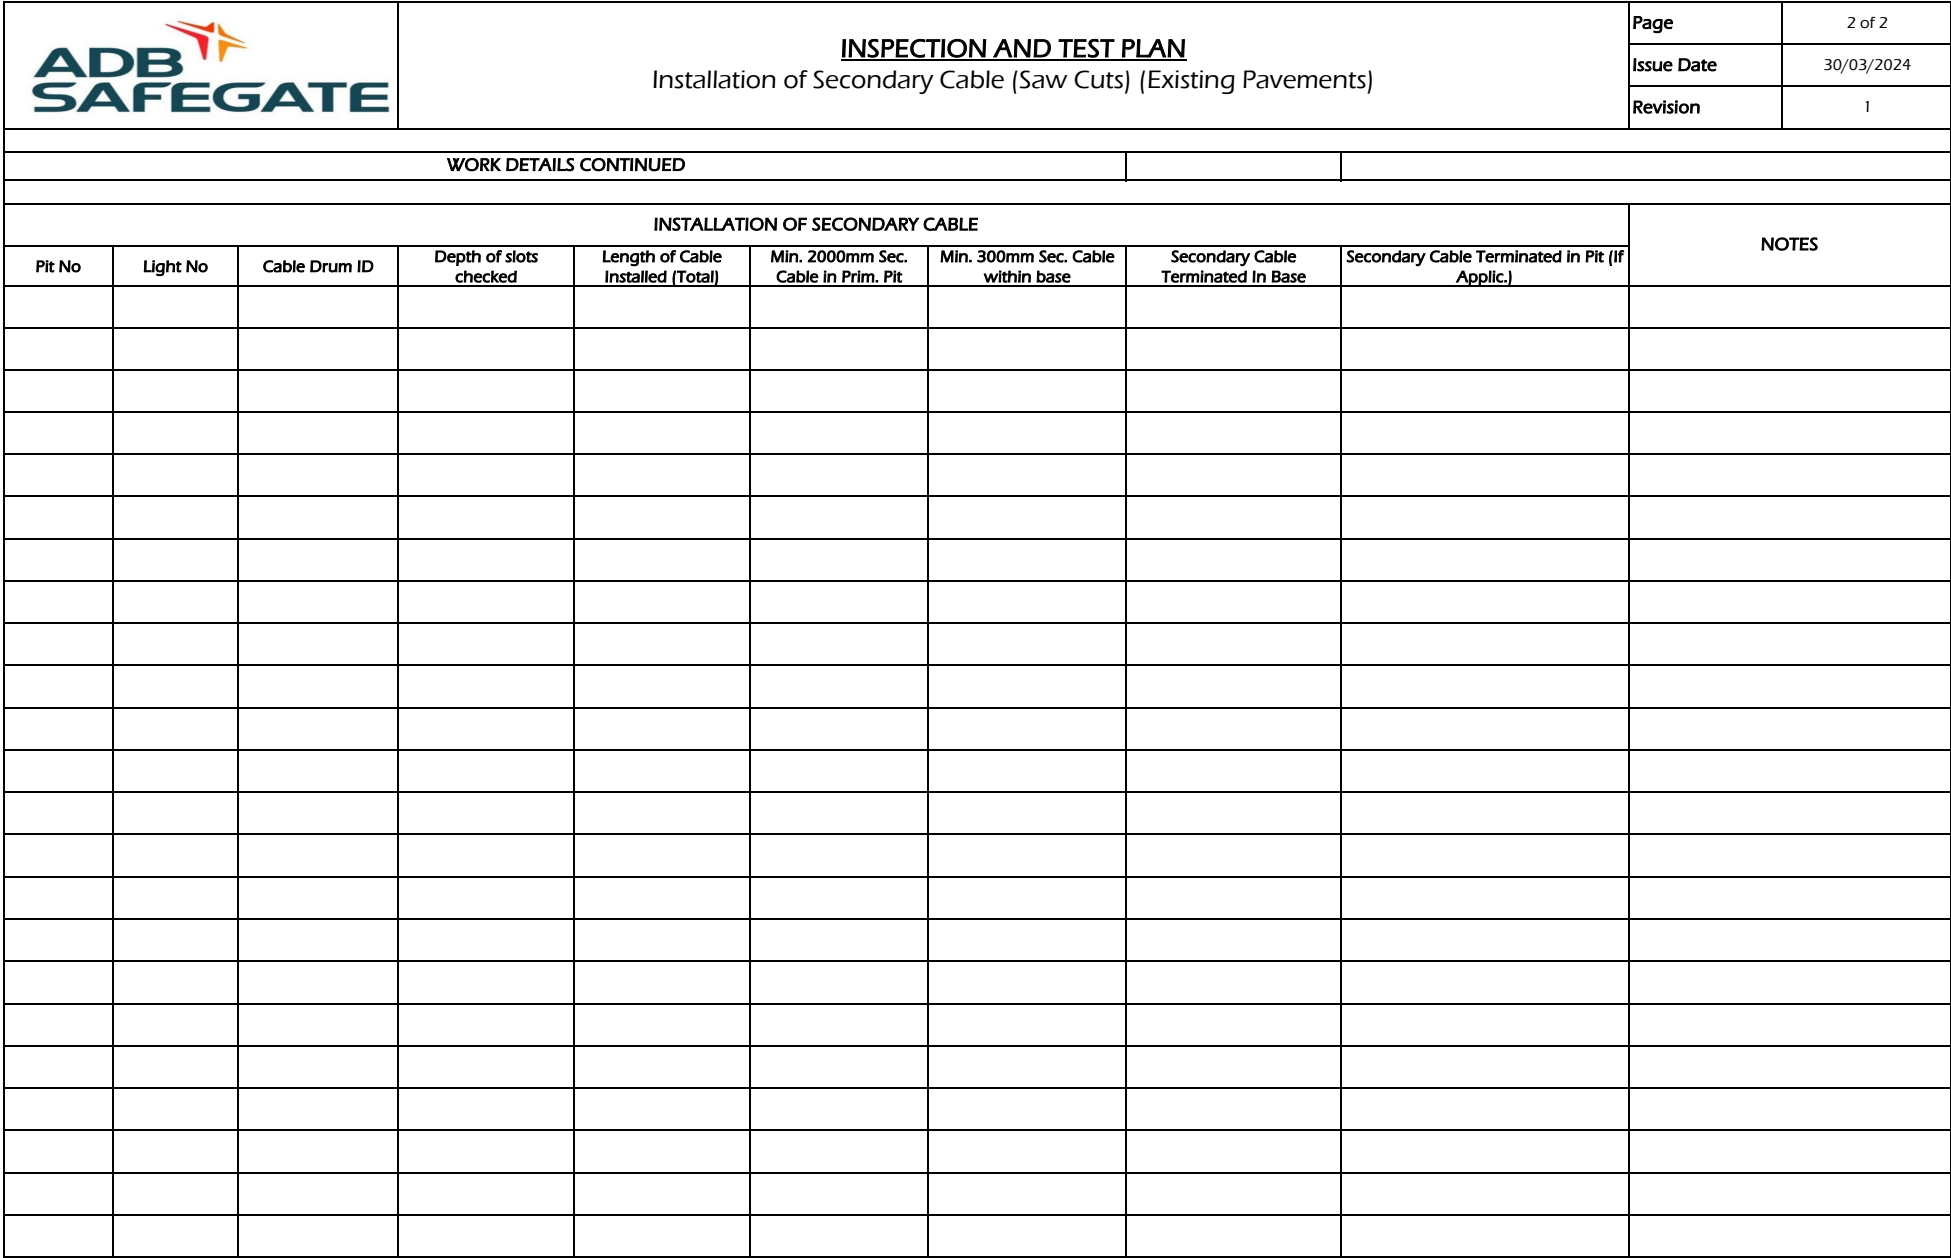 ADB
SAFEGATE
INSPECTION AND TEST PLAN
Installation of Secondary Cable (Saw Cuts) (Existing Pavements)
Page 2 of 2
Issue Date 30/03/2024
Revision 1
WORK DETAILS CONTINUED
INSTALLATION OF SECONDARY CABLE
NOTES
Pit No
Light No
Cable Drum ID
Depth of slots
checked
Length of Cable
Installed (Total)
Min. 2000mm Sec.
Cable in Prim. Pit
Min. 300mm Sec. Cable
within base
Secondary Cable
Terminated In Base
Secondary Cable Terminated in Pit (If
Applic.)